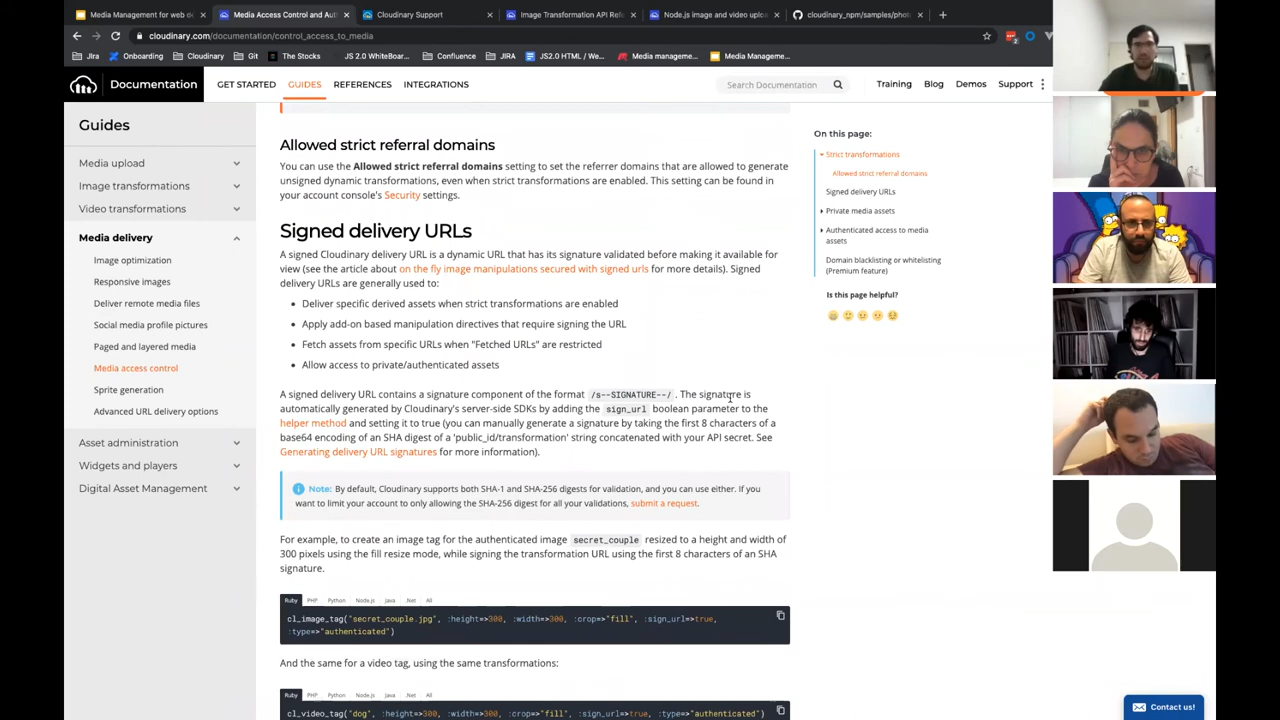 Media Management for web de
Media Access Control and Aut
Cloudinary Support
Image Transformation API Refe
Node.js image and video uploa
cloudinary_npm/samples/phot
cloudinary.com/documentation/control_access_to_media
Jira
Onboarding
Cloudinary
Git
The Stocks
JS 2.0 WhiteBoar...
Confluence
JIRA
JS2.0 HTML / We...
Media manageme...
Media Manageme...
Documentation
GET STARTED
GUIDES
REFERENCES
INTEGRATIONS
Search Documentation
Training
Blog
Demos
Support
Guides
Media upload
Image transformations
Video transformations
Media delivery
Image optimization
Responsive images
Deliver remote media files
Social media profile pictures
Paged and layered media
Media access control
Sprite generation
Advanced URL delivery options
Asset administration
Widgets and players
Digital Asset Management
Allowed strict referral domains
You can use the Allowed strict referral domains setting to set the referrer domains that are allowed to generate
unsigned dynamic transformations, even when strict transformations are enabled. This setting can be found in
your account console's Security settings.
Signed delivery URLs
A signed Cloudinary delivery URL is a dynamic URL that has its signature validated before making it available for
view (see the article about on the fly image manipulations secured with signed urls for more details). Signed
delivery URLs are generally used to:
• Deliver specific derived assets when strict transformations are enabled
• Apply add-on based manipulation directives that require signing the URL
• Fetch assets from specific URLs when "Fetched URLs" are restricted
• Allow access to private/authenticated assets
A signed delivery URL contains a signature component of the format /s--SIGNATURE--/. The signature is
automatically generated by Cloudinary's server-side SDKs by adding the sign_url boolean parameter to the
helper method and setting it to true (you can manually generate a signature by taking the first 8 characters of a
base64 encoding of an SHA digest of a 'public_id/transformation' string concatenated with your API secret. See
Generating delivery URL signatures for more information).
Note: By default, Cloudinary supports both SHA-1 and SHA-256 digests for validation, and you can use either. If you
want to limit your account to only allowing the SHA-256 digest for all your validations, submit a request.
For example, to create an image tag for the authenticated image secret_couple resized to a height and width of
300 pixels using the fill resize mode, while signing the transformation URL using the first 8 characters of an SHA
signature.
Ruby PHP Python Node.js Java .Net All
cl_image_tag("secret_couple.jpg", :height=>300, :width=>300, :crop=>"fill", :sign_url=>true,
:type=>"authenticated")
And the same for a video tag, using the same transformations:
Ruby PHP Python Node.js Java .Net All
cl_video_tag("dog", :height=>300, :width=>300, :crop=>"fill", :sign_url=>true, :type=>"authenticated")
On this page:
Strict transformations
Allowed strict referral domains
Signed delivery URLs
Private media assets
Authenticated access to media
assets
Domain blacklisting or whitelisting
(Premium feature)
Is this page helpful?
Contact us!